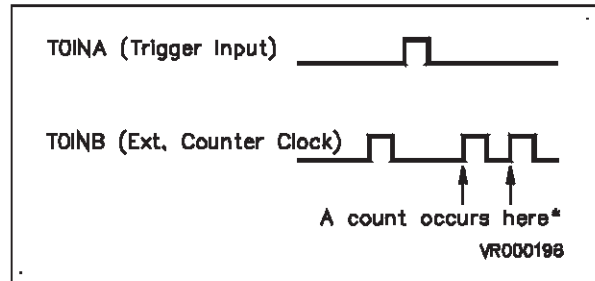 TOINA (Trigger Input)
TOINB (Ext. Counter Clock)
A count occurs here*
VR000196